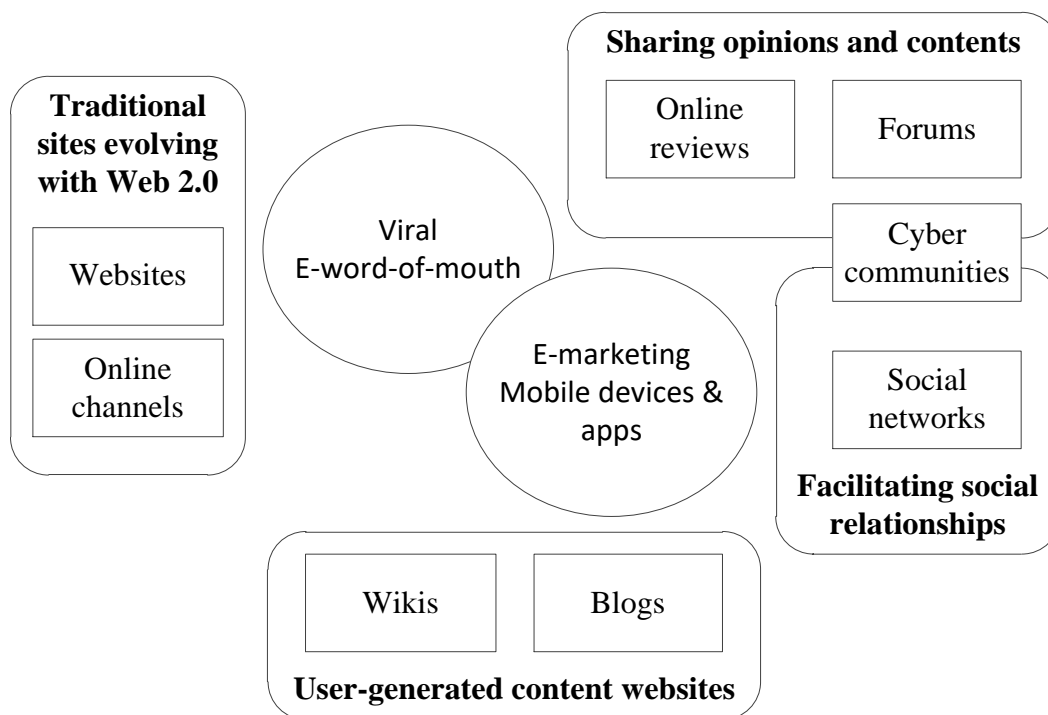 Sharing opinions and contents
Online
reviews
Forums
Traditional
sites evolving
with Web 2.0
Websites
Online
channels
Viral
E-word-of-mouth
E-marketing
Mobile devices &
apps
Cyber
communities
Social
networks
Facilitating social
relationships
Wikis
Blogs
User-generated content websites